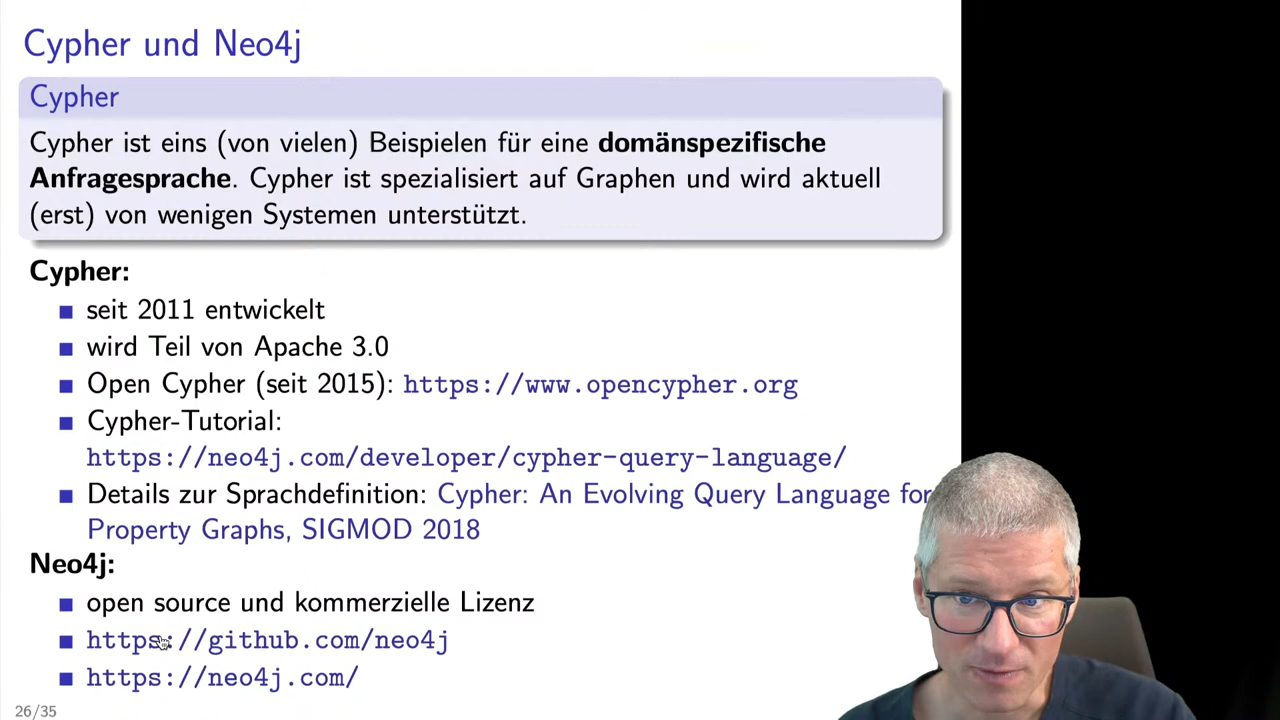 Cypher und Neo4j
Cypher
Cypher ist eins (von vielen) Beispielen für eine domänspezifische
Anfragesprache. Cypher ist spezialisiert auf Graphen und wird aktuell
(erst) von wenigen Systemen unterstützt.
Cypher:
seit 2011 entwickelt
wird Teil von Apache 3.0
Open Cypher (seit 2015): https://www.opencypher.org
Cypher-Tutorial:
https://neo4j.com/developer/cypher-query-language/
Details zur Sprachdefinition: Cypher: An Evolving Query Language for
Property Graphs, SIGMOD 2018
Neo4j:
open source und kommerzielle Lizenz
https://github.com/neo4j
https://neo4j.com/
26/35